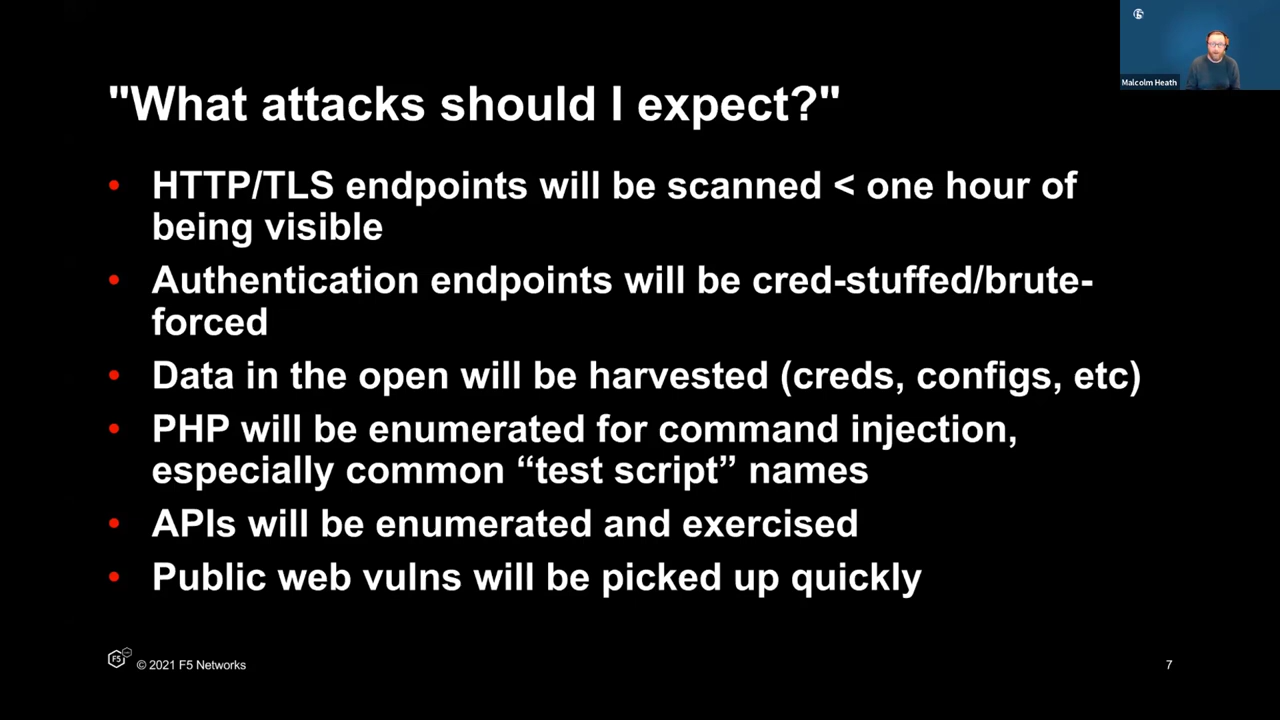 Malcolm Heath
"What attacks should I expect?"
• HTTP/TLS endpoints will be scanned < one hour of
being visible
• Authentication endpoints will be cred-stuffed/brute-
forced
• Data in the open will be harvested (creds, configs, etc)
• PHP will be enumerated for command injection,
especially common “test script” names
• APIs will be enumerated and exercised
• Public web vulns will be picked up quickly
F5 © 2021 F5 Networks
7